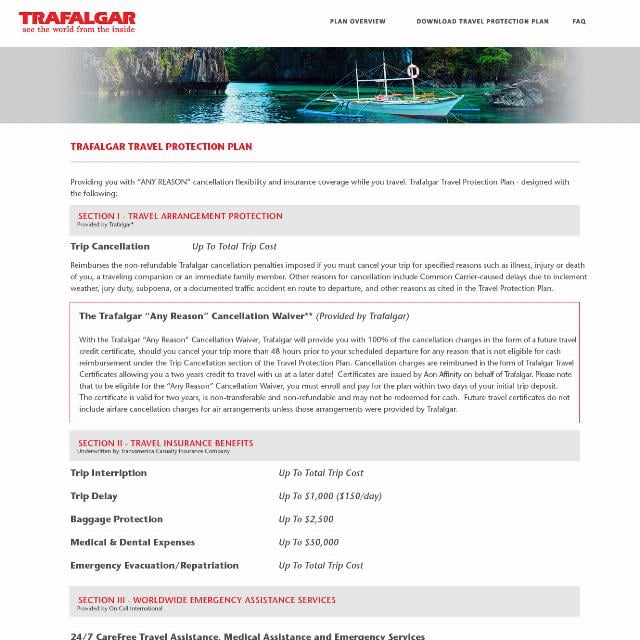 TRAFALGAR
see the world from the inside
PLAN OVERVIEW
DOWNLOAD TRAVEL PROTECTION PLAN
FAQ
TRAFALGAR TRAVEL PROTECTION PLAN
Providing you with "ANY REASON" cancellation flexibility and insurance coverage while you travel. Trafalgar Travel Protection Plan - designed with
the following:
SECTION I - TRAVEL ARRANGEMENT PROTECTION
Provided by Trafalgar*
Trip Cancellation Up To Total Trip Cost
Reimburses the non-refundable Trafalgar cancellation penalties imposed if you must cancel your trip for specified reasons such as illness, injury or death
of you, a traveling companion or an immediate family member. Other reasons for cancellation include Common Carrier-caused delays due to inclement
weather, jury duty, subpoena, or a documented traffic accident en route to departure, and other reasons as cited in the Travel Protection Plan.
The Trafalgar "Any Reason" Cancellation Waiver** (Provided by Trafalgar)
With the Trafalgar "Any Reason" Cancellation Waiver, Trafalgar will provide you with 100% of the cancellation charges in the form of a future travel
credit certificate, should you cancel your trip more than 48 hours prior to your scheduled departure for any reason that is not eligible for cash
reimbursement under the Trip Cancellation section of the Travel Protection Plan. Cancellation charges are reimbursed in the form of Trafalgar Travel
Certificates allowing you a two years credit to travel with us at a later date! Certificates are issued by Aon Affinity on behalf of Trafalgar. Please note
that to be eligible for the "Any Reason" Cancellation Waiver, you must enroll and pay for the plan within two days of your initial trip deposit.
The certificate is valid for two years, is non-transferable and non-refundable and may not be redeemed for cash. Future travel certificates do not
include airfare cancellation charges for air arrangements unless those arrangements were provided by Trafalgar.
SECTION II - TRAVEL INSURANCE BENEFITS
Underwritten by Transamerica Casualty Insurance Company
Trip Interription Up To Total Trip Cost
Trip Delay Up To $1,000 ($150/day)
Baggage Protection Up To $2,500
Medical & Dental Expenses Up To $50,000
Emergency Evacuation/Repatriation Up To Total Trip Cost
SECTION III - WORLDWIDE EMERGENCY ASSISTANCE SERVICES
Provided by On Call International
24/7 CareFree Travel Assistance, Medical Assistance and Emergency Services